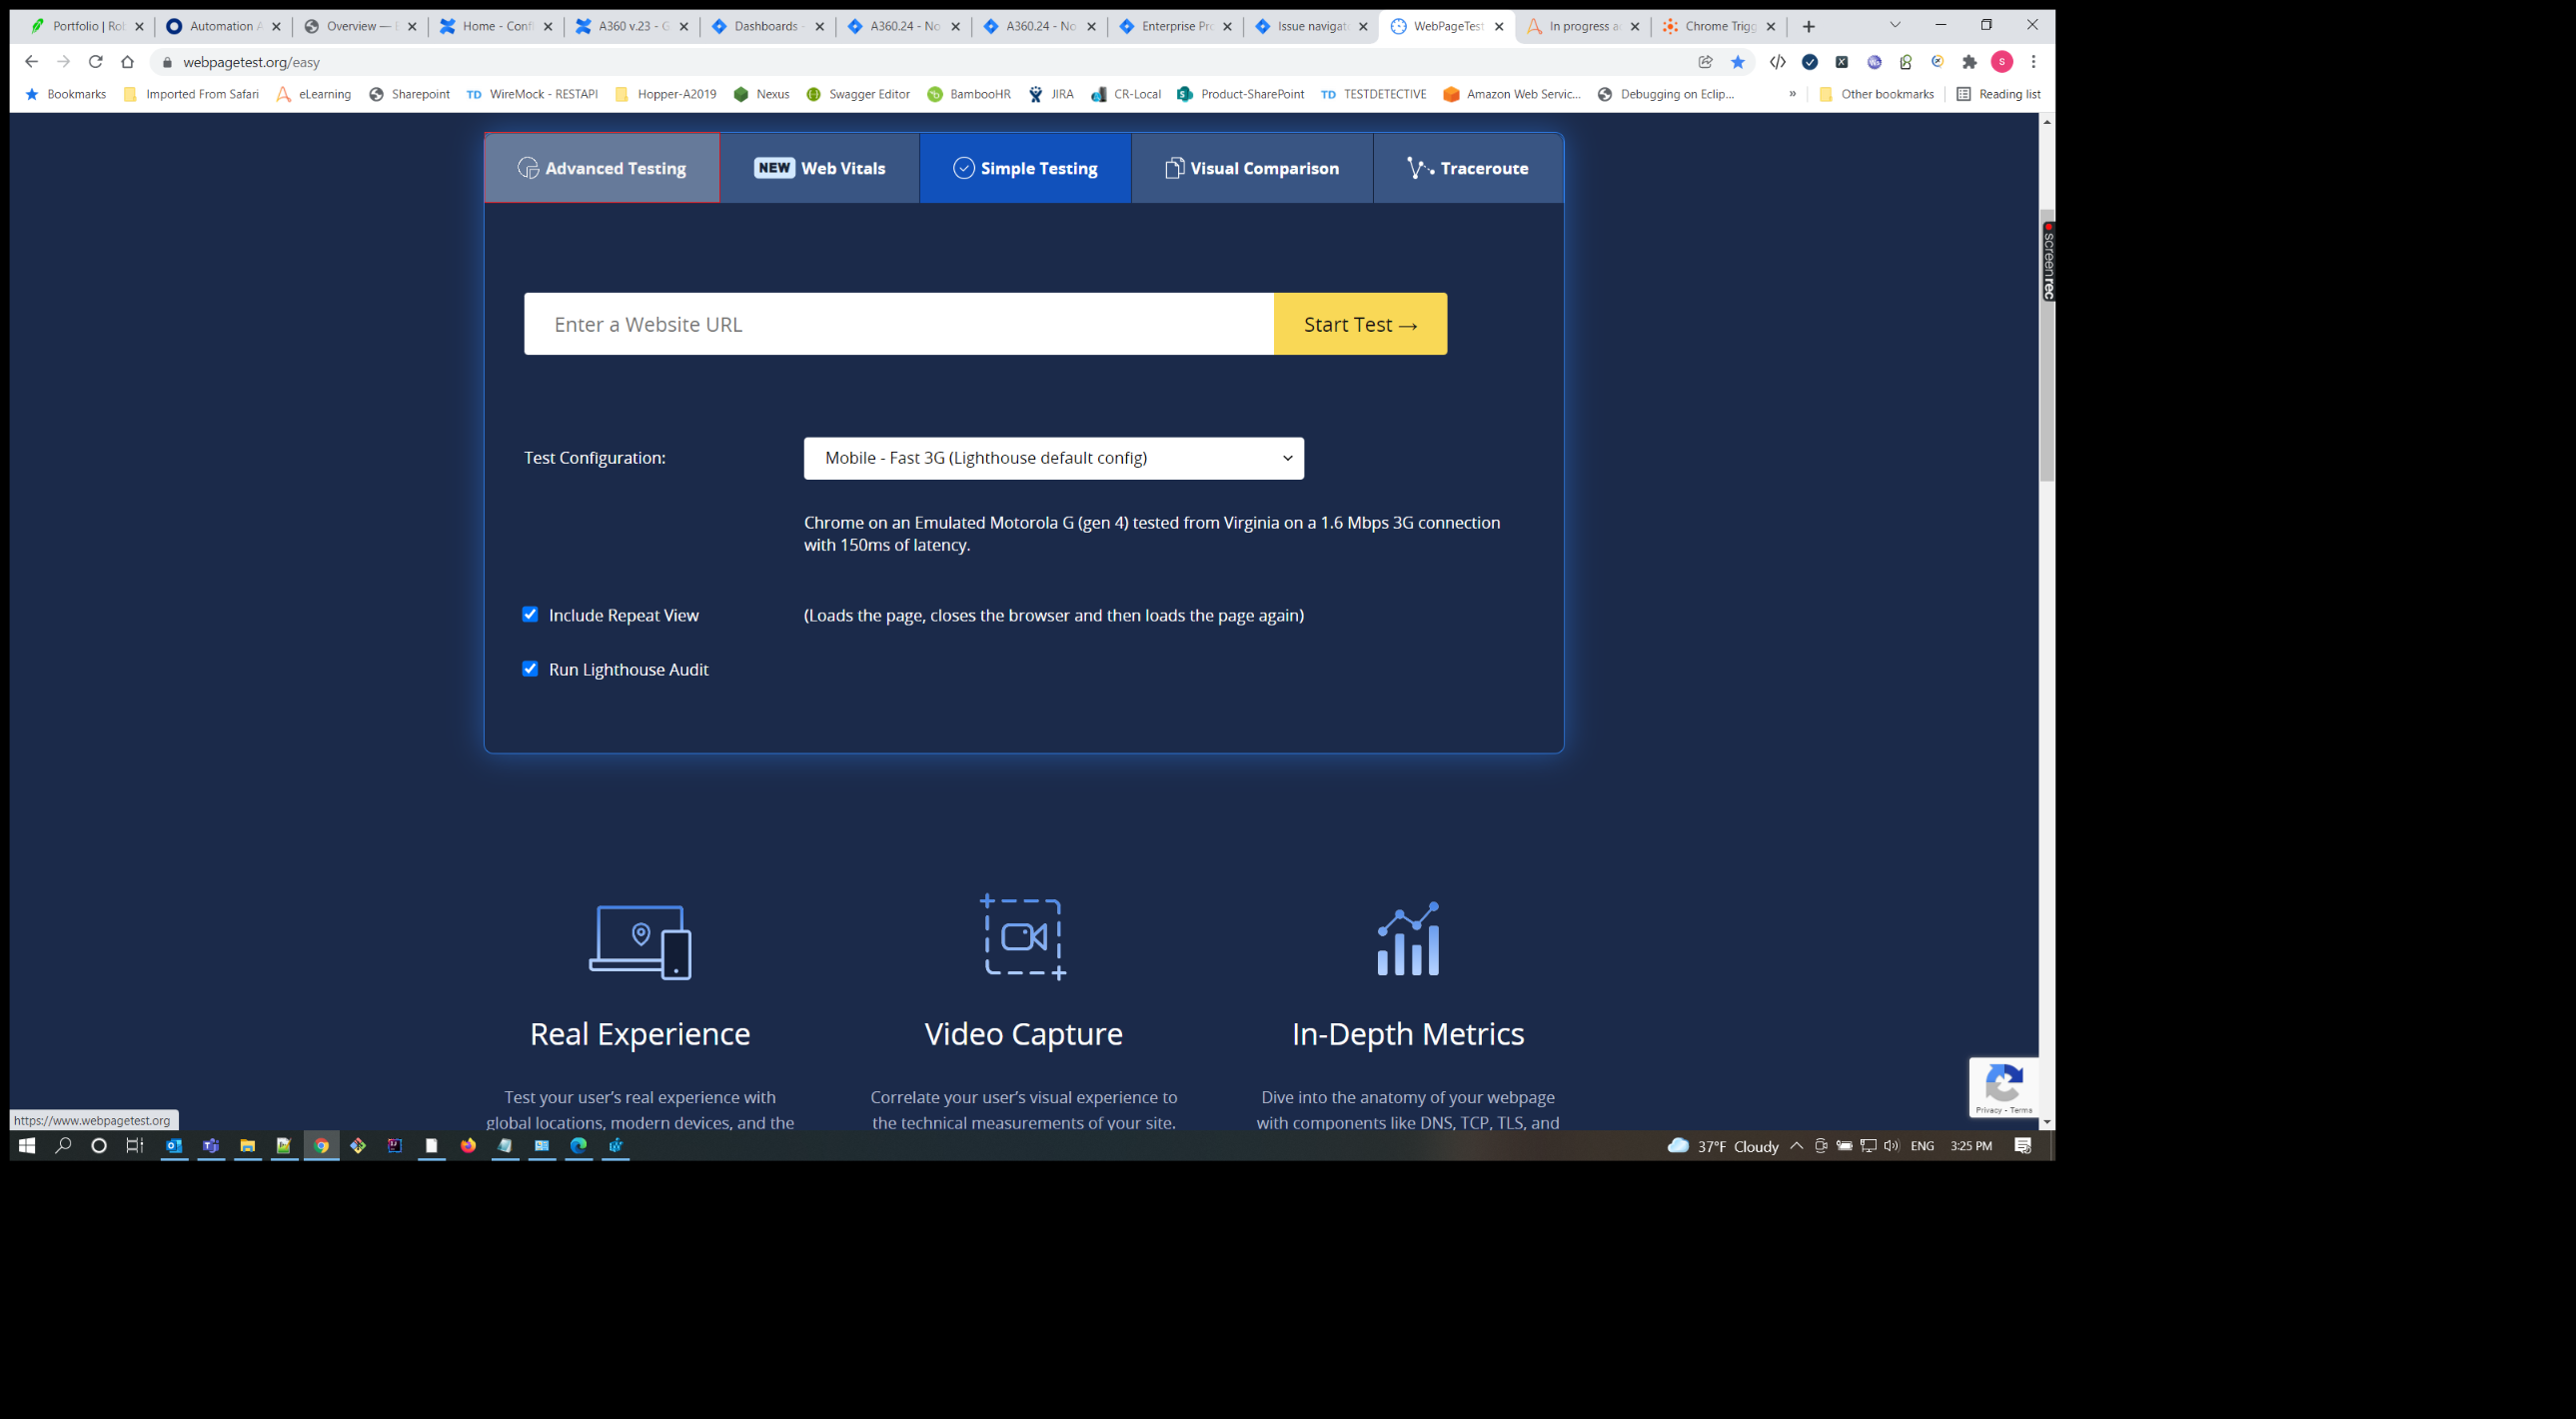 Portfolio | Rob
Automation A
Overview — E
Home - Confl
A360 v.23 - G
Dashboards -
A360.24 - No
A360.24 - No
Enterprise Pro
Issue navigat
WebPageTest
In progress a
Chrome Trigg
webpagetest.org/easy
S
Bookmarks
Imported From Safari
eLearning
Sharepoint
TD WireMock - RESTAPI
Hopper-A2019
Nexus
Swagger Editor
BambooHR
JIRA
CR-Local
Product-SharePoint
TD TESTDETECTIVE
Amazon Web Servic...
Debugging on Eclip...
»
Other bookmarks
Reading list
Advanced Testing
NEW Web Vitals
Simple Testing
Visual Comparison
Traceroute
screenrec
Enter a Website URL
Start Test →
Test Configuration:
Mobile - Fast 3G (Lighthouse default config)
Chrome on an Emulated Motorola G (gen 4) tested from Virginia on a 1.6 Mbps 3G connection
with 150ms of latency.
Include Repeat View
(Loads the page, closes the browser and then loads the page again)
Run Lighthouse Audit
Real Experience
Video Capture
In-Depth Metrics
Test your user's real experience with
global locations, modern devices, and the
Correlate your user's visual experience to
the technical measurements of your site.
Dive into the anatomy of your webpage
with components like DNS, TCP, TLS, and
Privacy - Terms
https://www.webpagetest.org
37°F Cloudy
ENG
3:25 PM